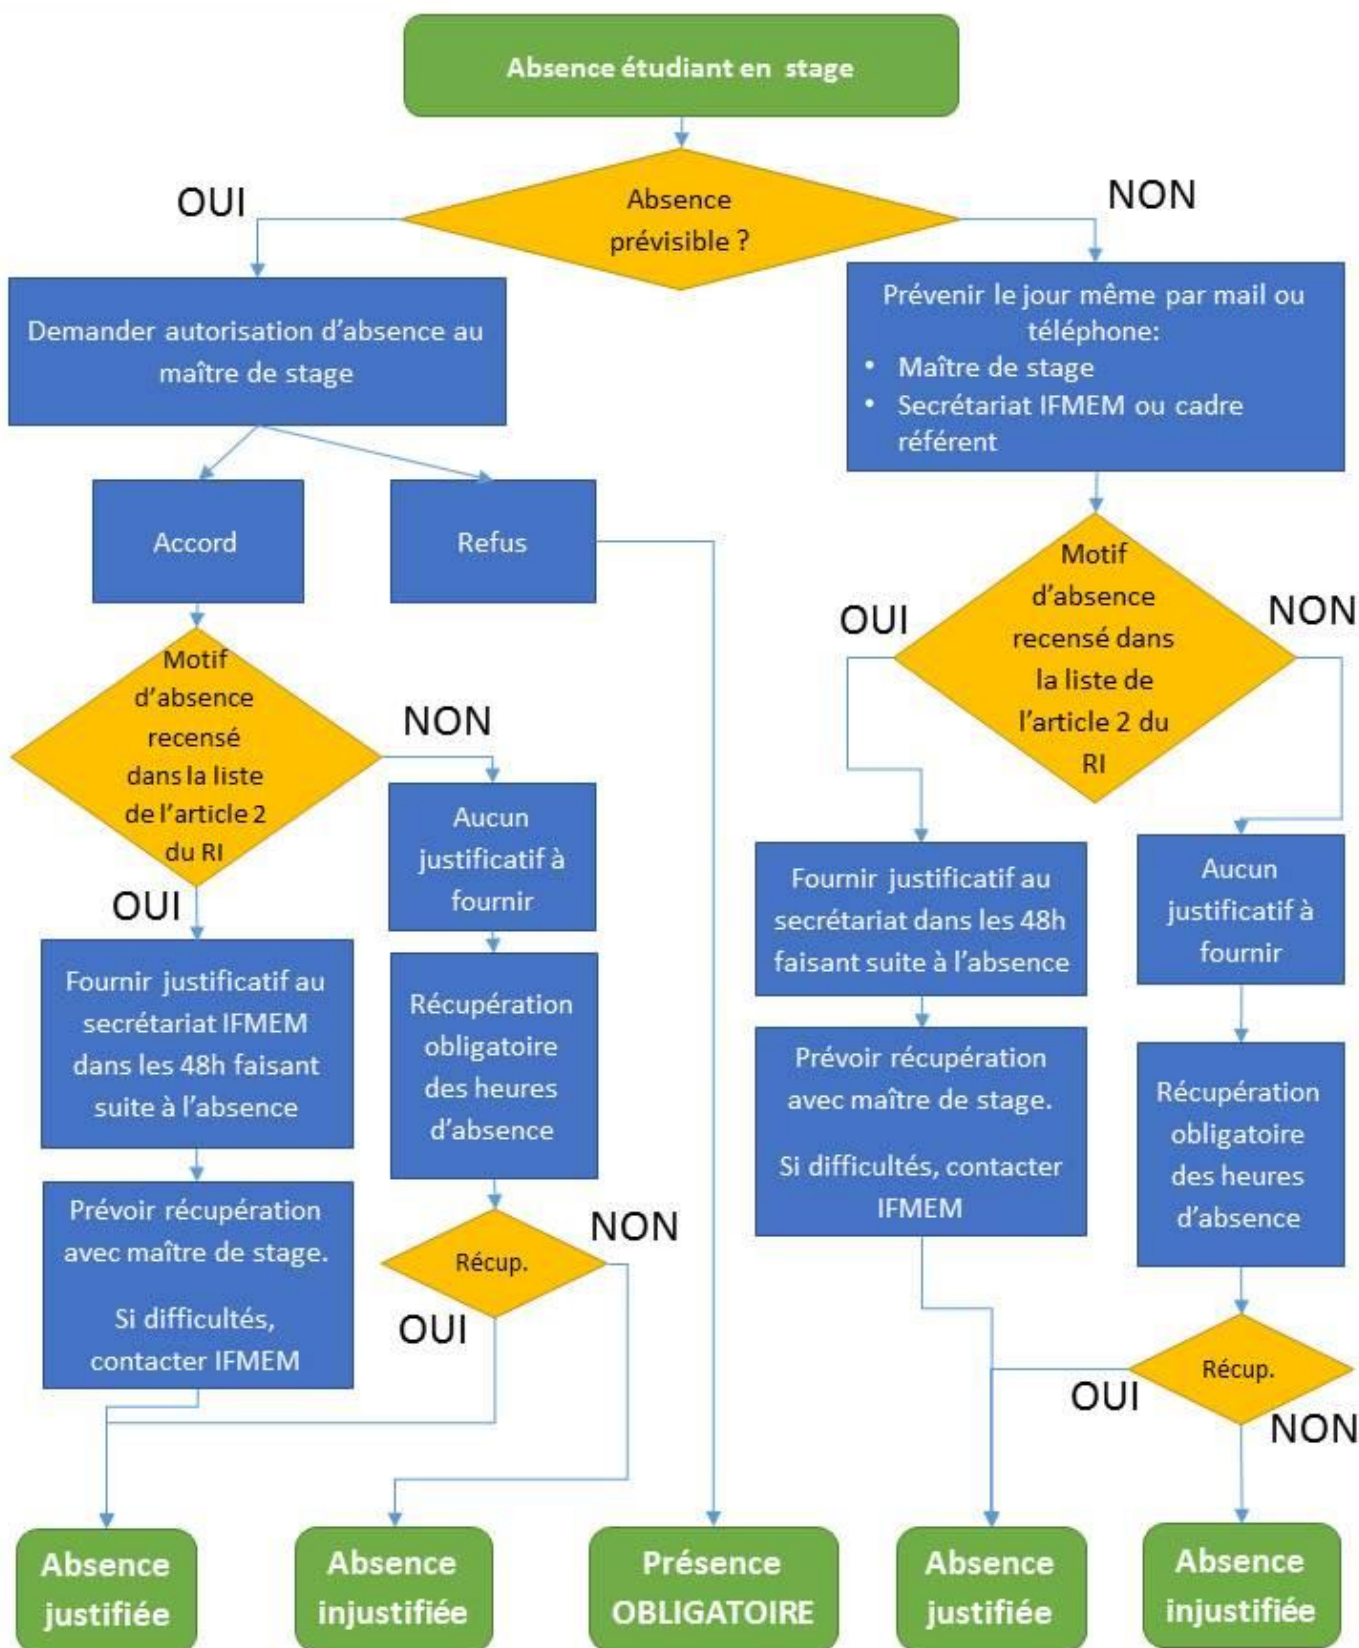 Absence étudiant en stage
OUI
Absence
prévisible ?
NON
Demander autorisation d'absence au
maître de stage
Prévenir le jour même par mail ou
téléphone:
• Maître de stage
• Secrétariat IFMEM ou cadre
référent
Accord
Refus
Motif
d'absence
recensé
dans la liste
de l'article 2
du RI
NON
OUI
Motif
d'absence
recensé dans
la liste de
l'article 2 du
RI
OUI
NON
Aucun
justificatif à
fournir
Fournir justificatif au
secrétariat dans les 48h
faisant suite à l'absence
Aucun
justificatif à
fournir
Fournir justificatif au
secrétariat IFMEM
dans les 48h faisant
suite à l'absence
Récupération
obligatoire
des heures
d'absence
Prévoir récupération
avec maître de stage.
Si difficultés, contacter
IFMEM
Récupération
obligatoire
des heures
d'absence
Prévoir récupération
avec maître de stage.
Si difficultés,
contacter IFMEM
Récup.
NON
OUI
Récup.
OUI
NON
Absence
justifiée
Absence
injustifiée
Présence
OBLIGATOIRE
Absence
justifiée
Absence
injustifiée